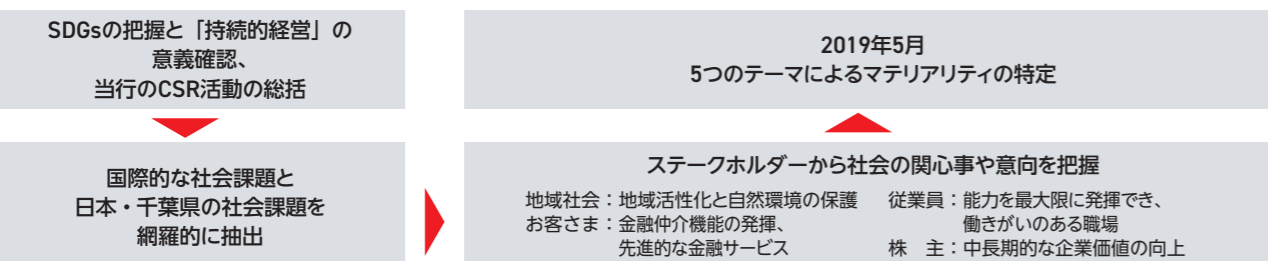 SDGsの把握と「持続的経営」の
意義確認、
当行のCSR活動の総括
国際的な社会課題と
日本・千葉県の社会課題を
網羅的に抽出
ステークホルダーから社会の関心事や意向を把握
地域社会：地域活性化と自然環境の保護
お客さま：金融仲介機能の発揮、
先進的な金融サービス
従業員：能力を最大限に発揮でき、
働きがいのある職場
株　主：中長期的な企業価値の向上
2019年5月
5つのテーマによるマテリアリティの特定